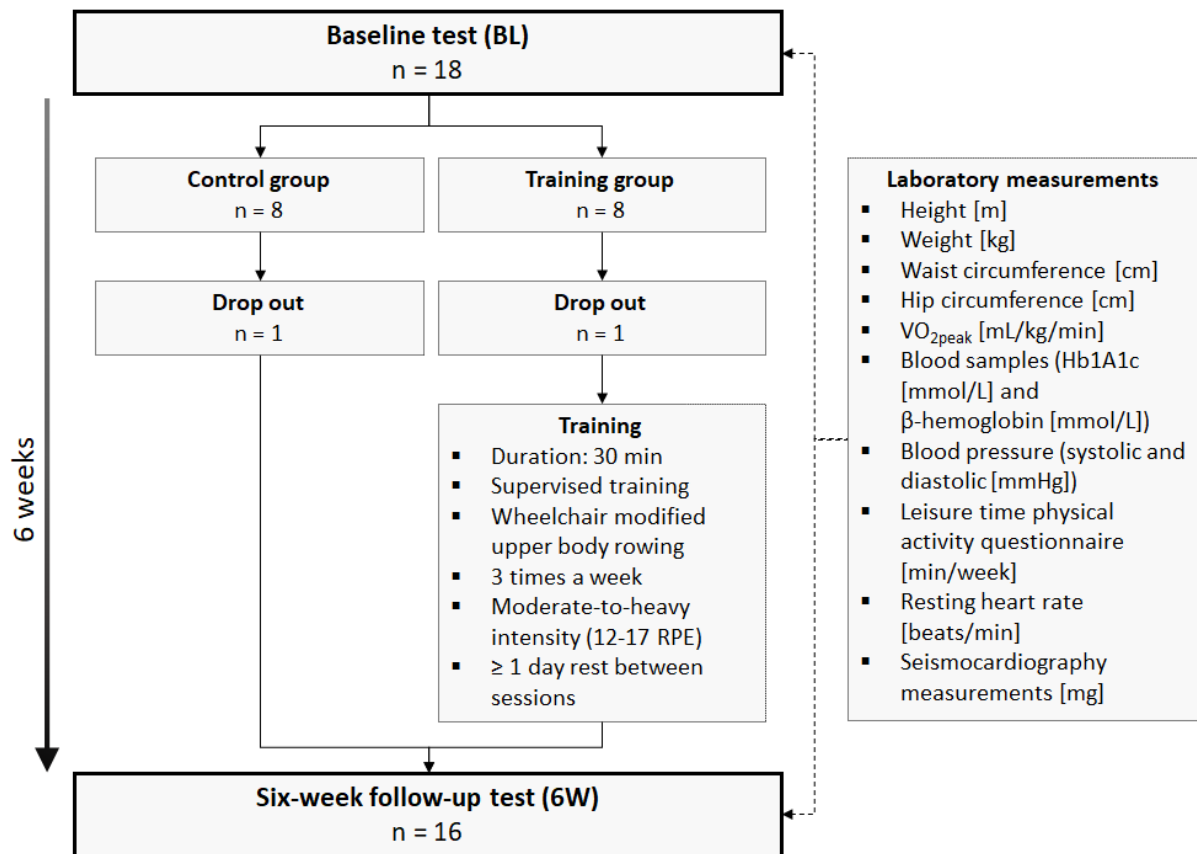 Baseline test (BL)
n = 18
Control group
n = 8
Training group
n = 8
Drop out
n = 1
Drop out
n = 1
Training
▪ Duration: 30 min
▪ Supervised training
▪ Wheelchair modified
upper body rowing
▪ 3 times a week
▪ Moderate-to-heavy
intensity (12-17 RPE)
▪ ≥ 1 day rest between
sessions
6 weeks
Six-week follow-up test (6W)
n = 16
Laboratory measurements
▪ Height [m]
▪ Weight [kg]
▪ Waist circumference [cm]
▪ Hip circumference [cm]
▪ VO2peak [mL/kg/min]
▪ Blood samples (Hb1A1c
[mmol/L] and
β-hemoglobin [mmol/L])
▪ Blood pressure (systolic and
diastolic [mmHg])
▪ Leisure time physical
activity questionnaire
[min/week]
▪ Resting heart rate
[beats/min]
▪ Seismocardiography
measurements [mg]